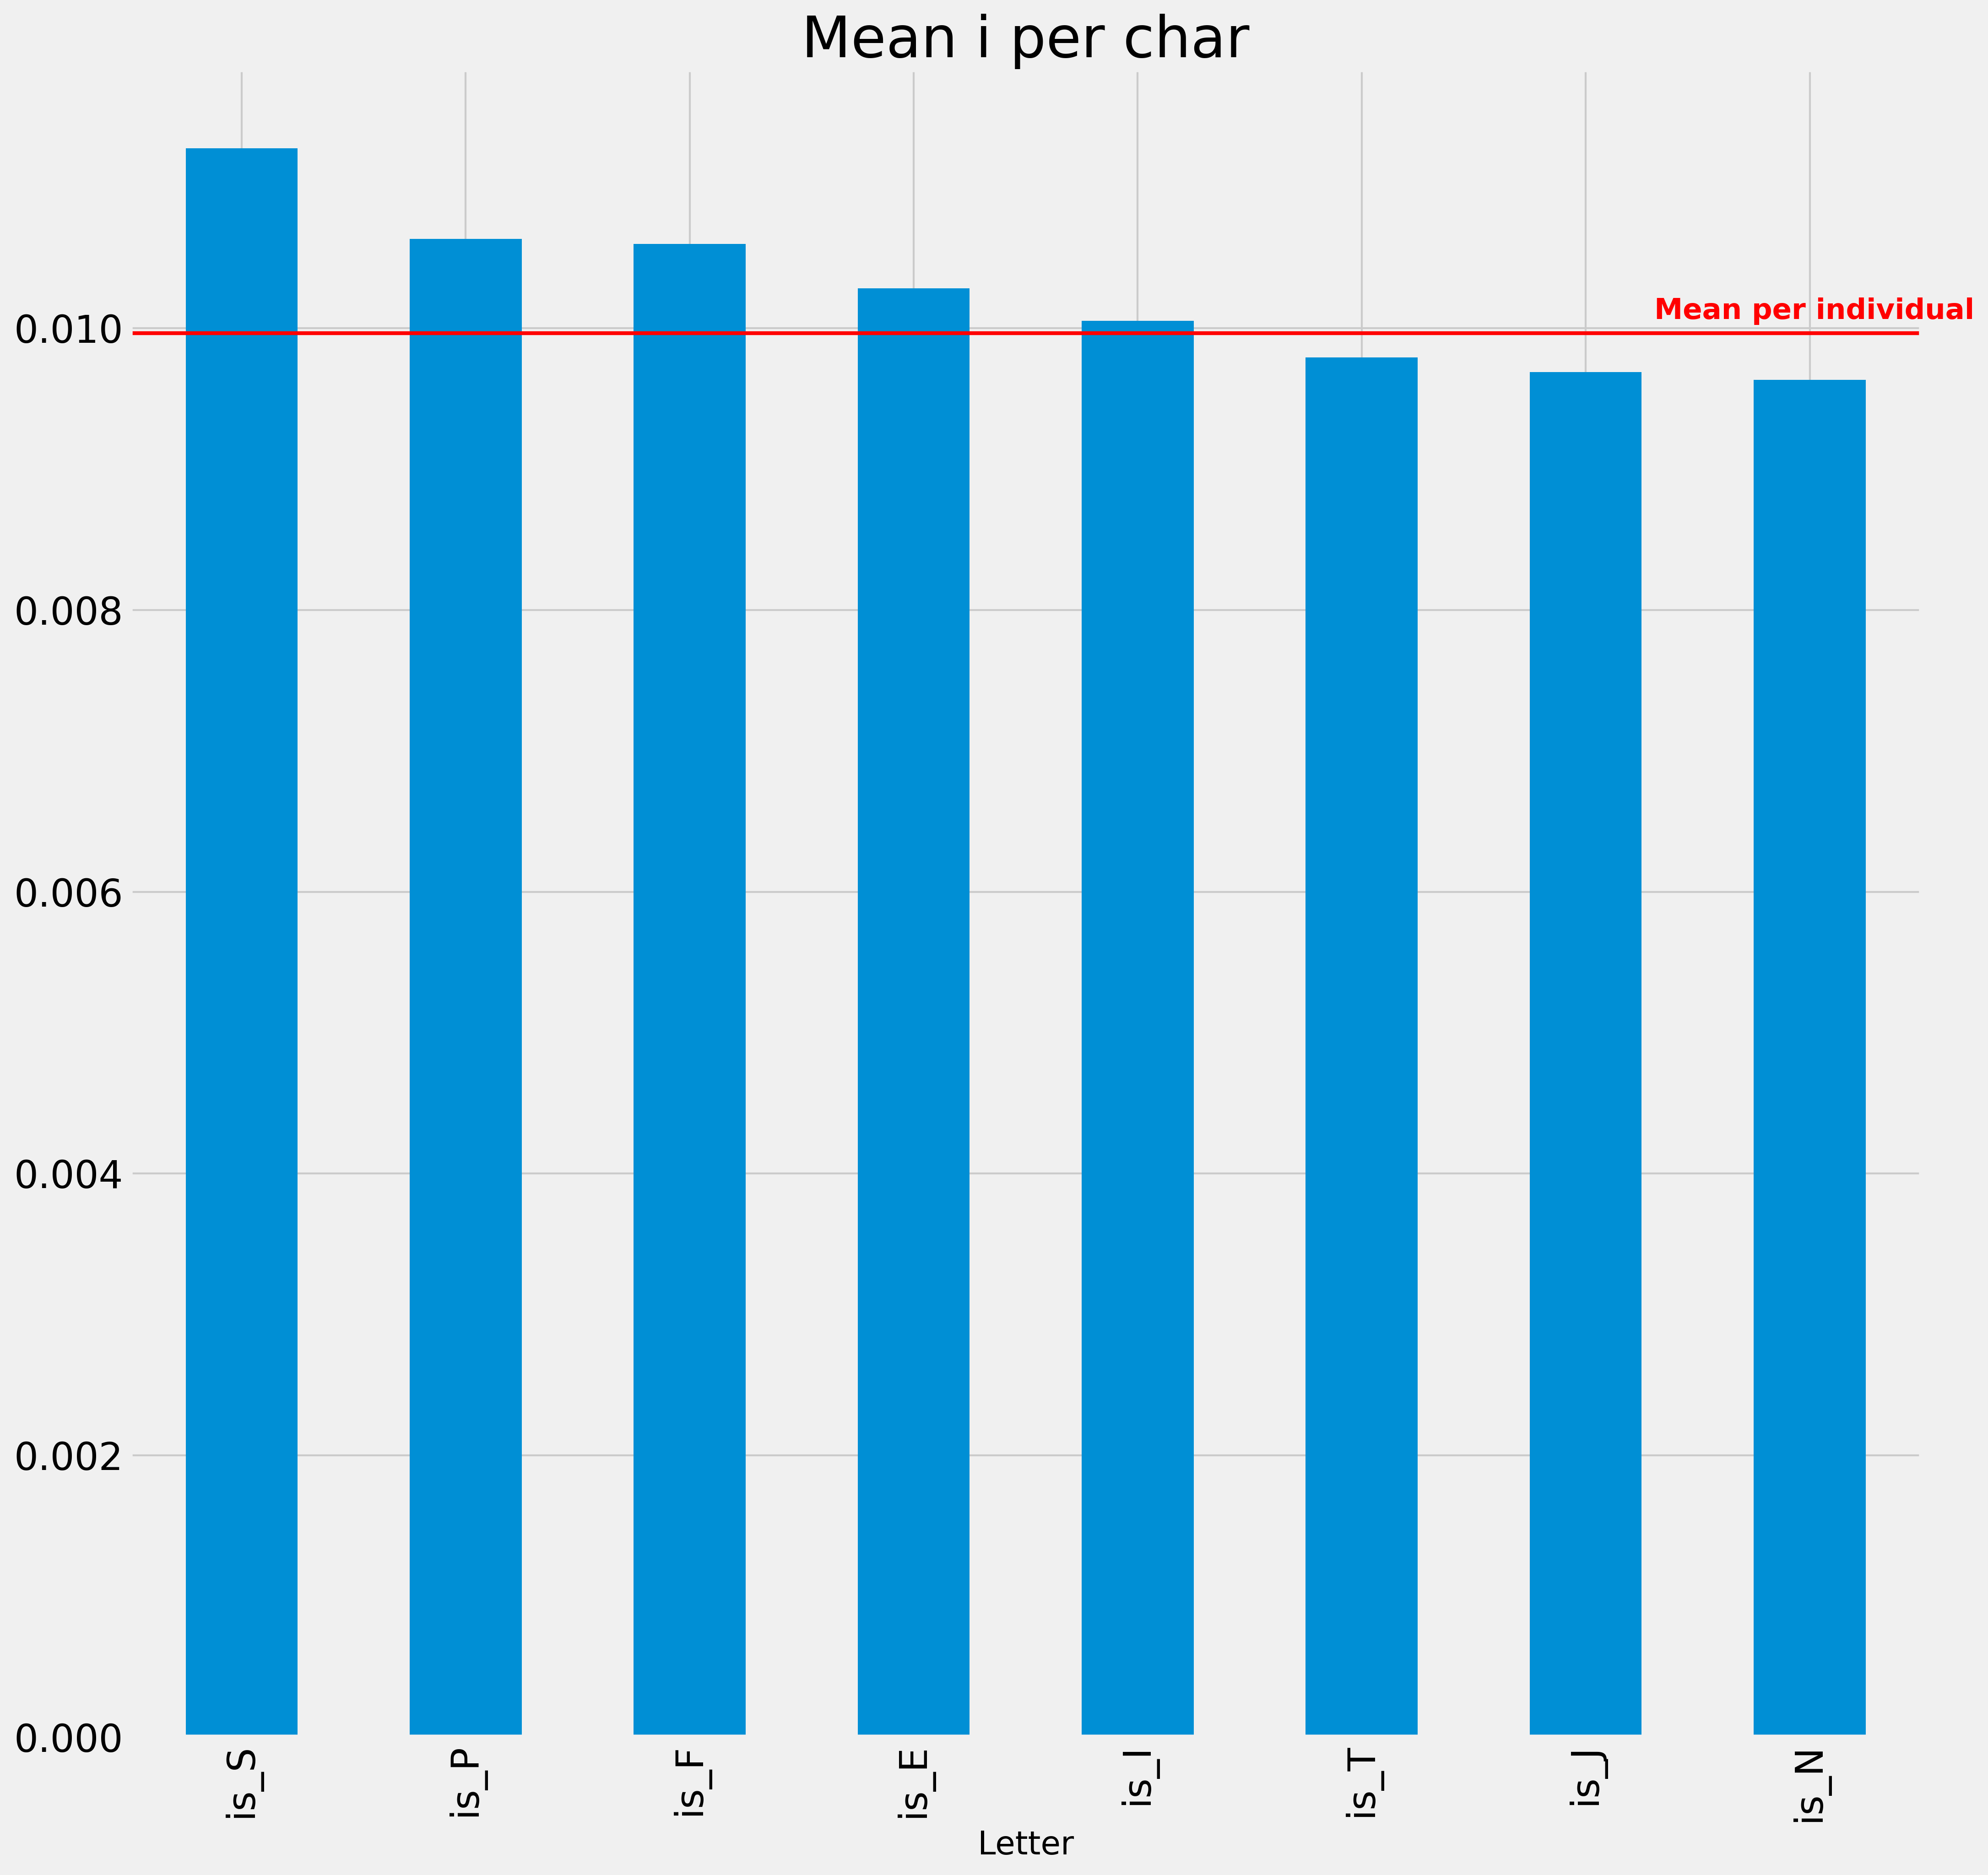 Mean i per char
Mean per individual
0.010
0.008
0.006
0.004
0.002
0.000
is_S
is_P
is_F
is_E
is_I
is_T
is_J
is_N
Letter